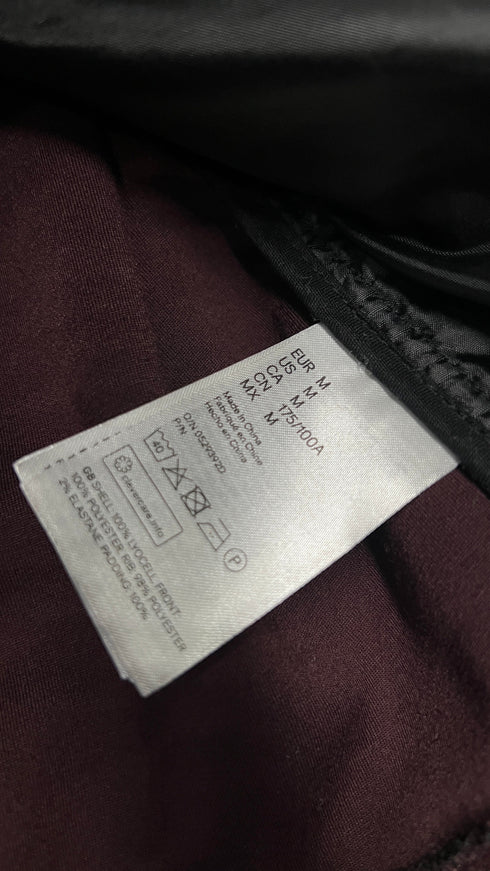 EUR M
US M
CA M
CN 175/100A
MX M
Made in China
Fabriqué en Chine
Hecho en China
P/N
40
P
clevercare.info
GB SHELL 100% LYOCELL FRONT
100% POLYESTER RIB 98% POLYESTER
2% ELASTANE PADDING 100%